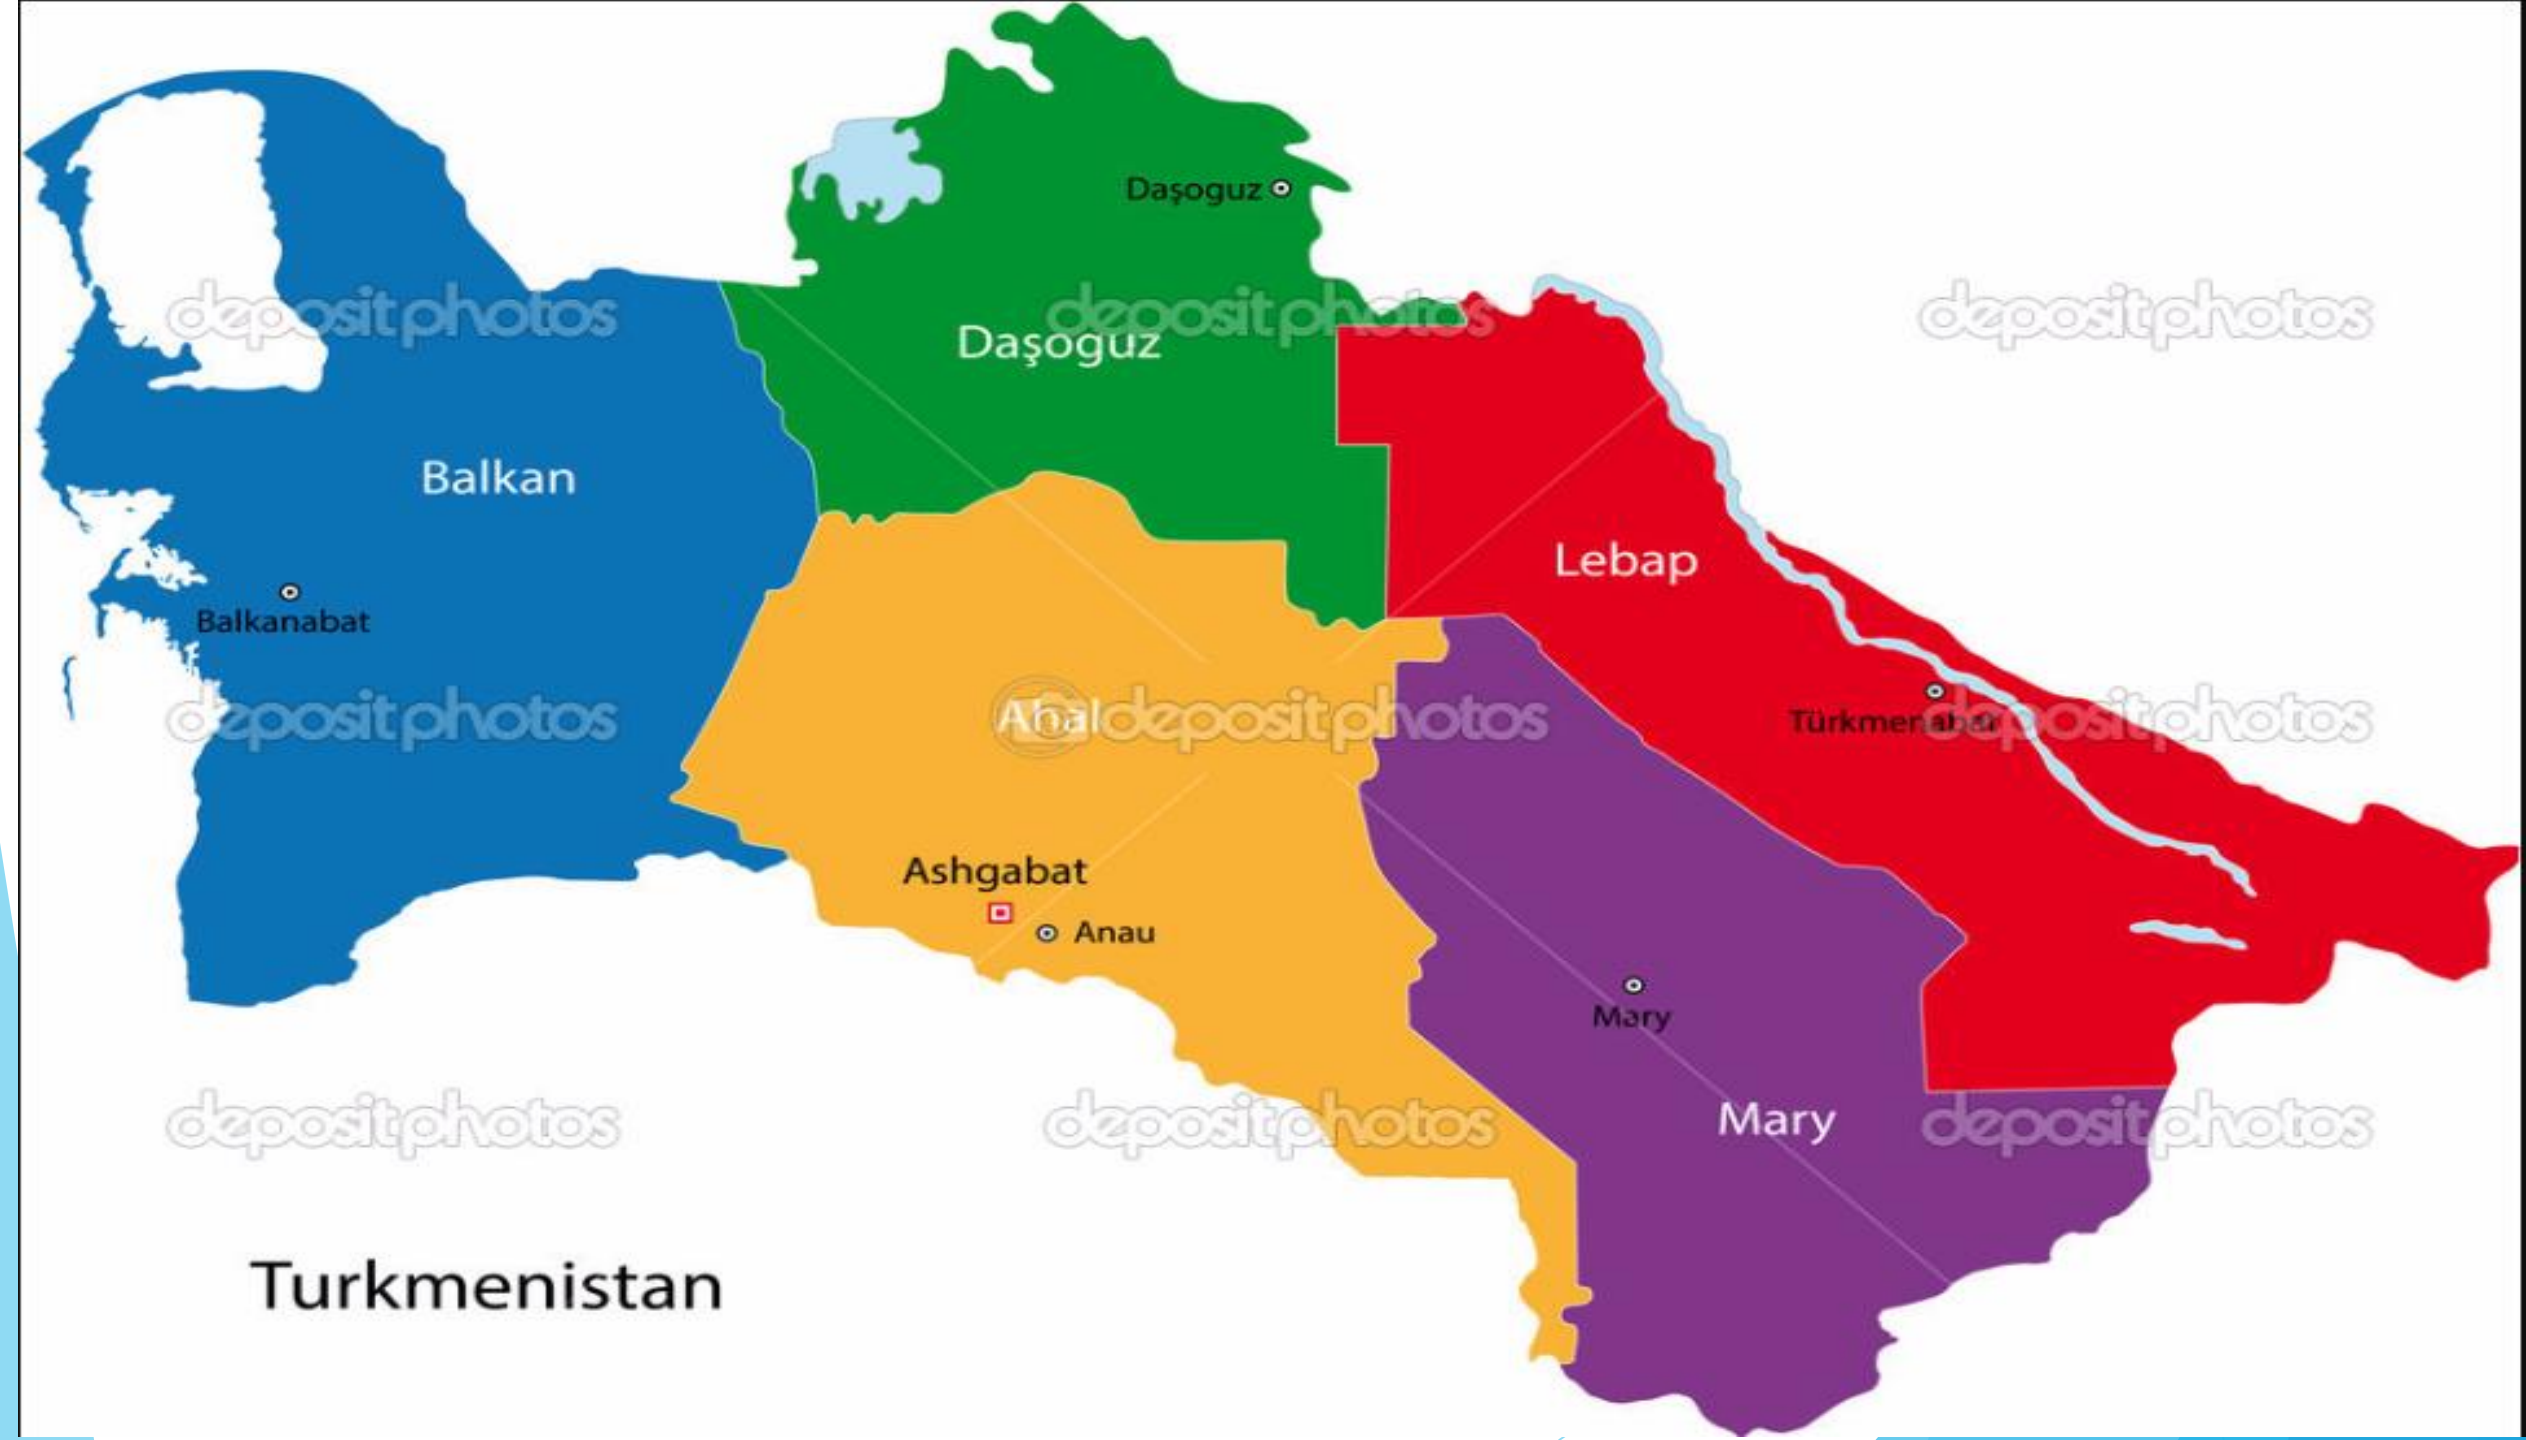 Daşoguz
depositphotos
depositphotos
depositphotos
Daşoguz
Balkan
Lebap
Balkanabat
depositphotos
Ahal
depositphotos
Türkmenabat
depositphotos
Ashgabat
Anau
Mary
depositphotos
depositphotos
Mary
depositphotos
Turkmenistan